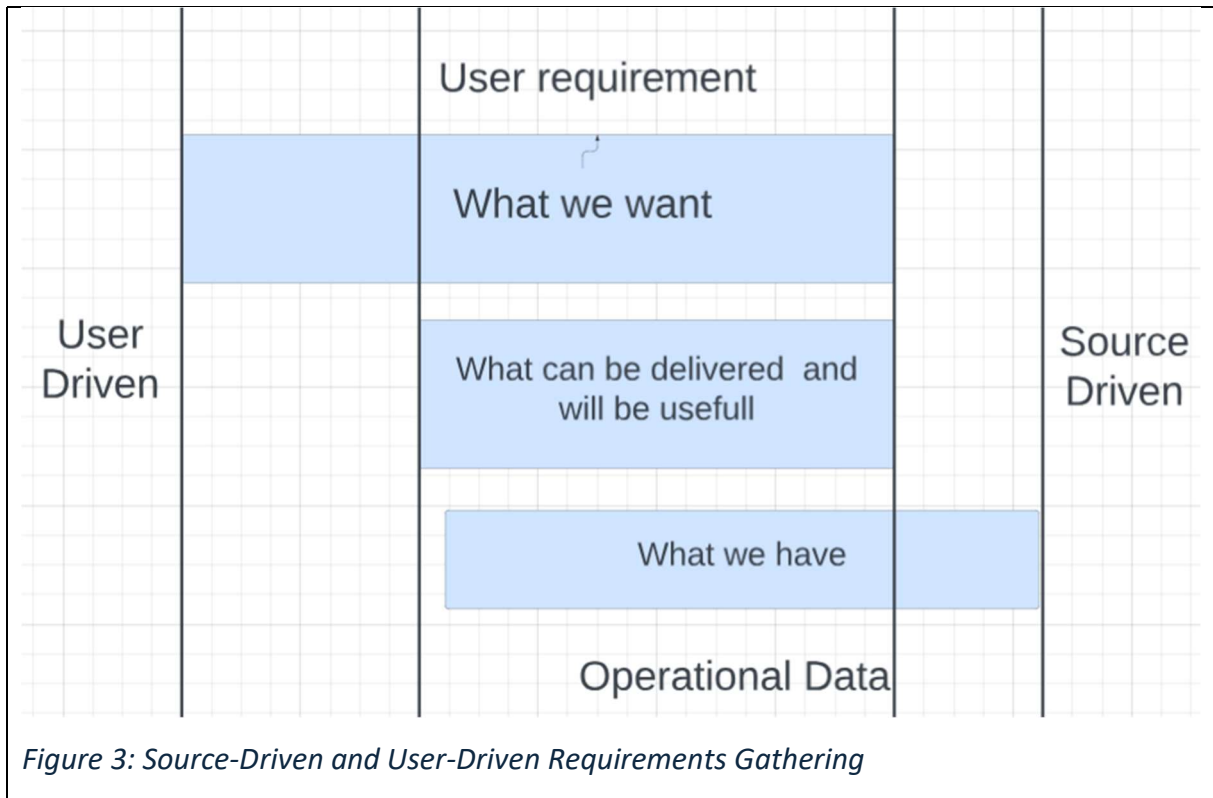 User requirement
What we want
User
Driven
What can be delivered and
will be usefull
Source
Driven
What we have
Operational Data
Figure 3: Source-Driven and User-Driven Requirements Gathering